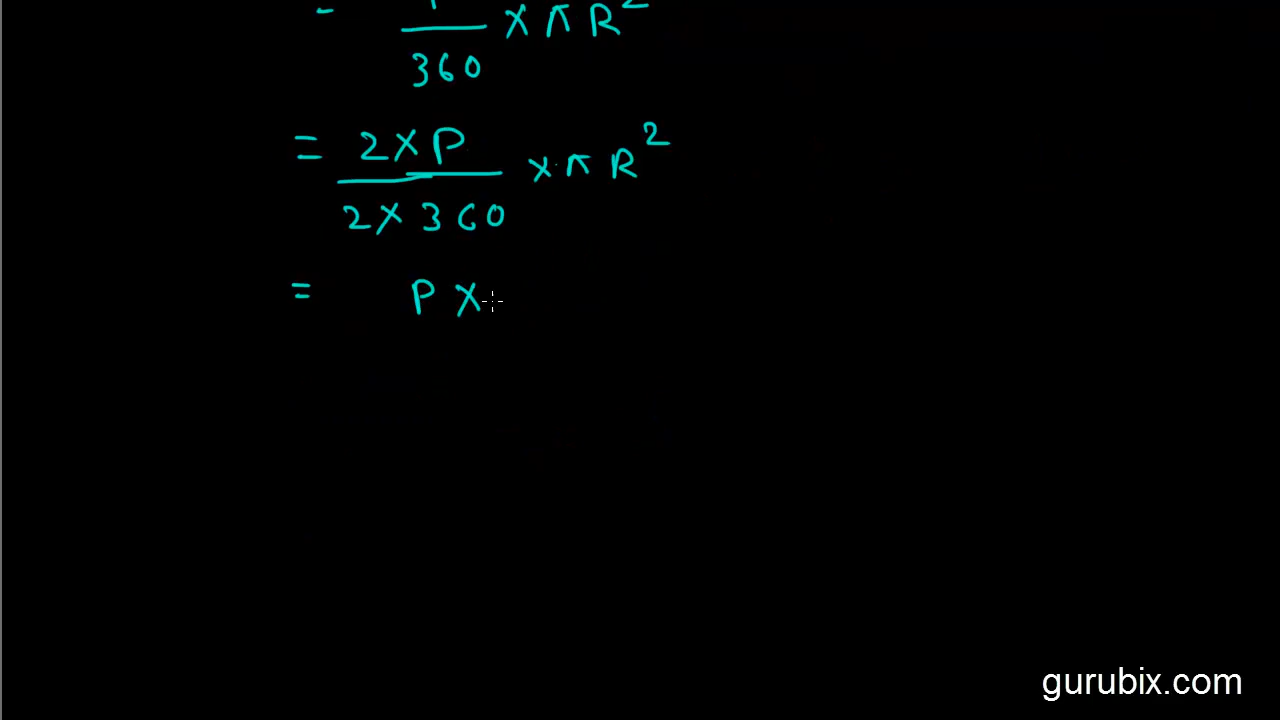 = / 360 × π R²
= 2 × P / 2 × 360 × π R²
= P ×
gurubix.com